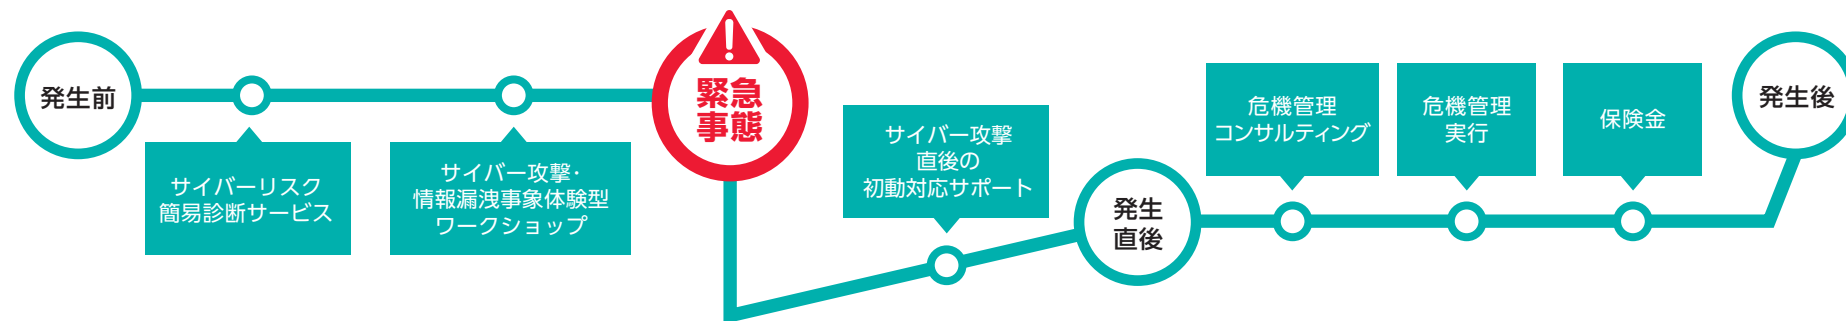 発生前
サイバーリスク
簡易診断サービス
サイバー攻撃・
情報漏洩事象体験型
ワークショップ
緊急
事態
サイバー攻撃
直後の
初動対応サポート
発生
直後
危機管理
コンサルティング
危機管理
実行
保険金
発生後